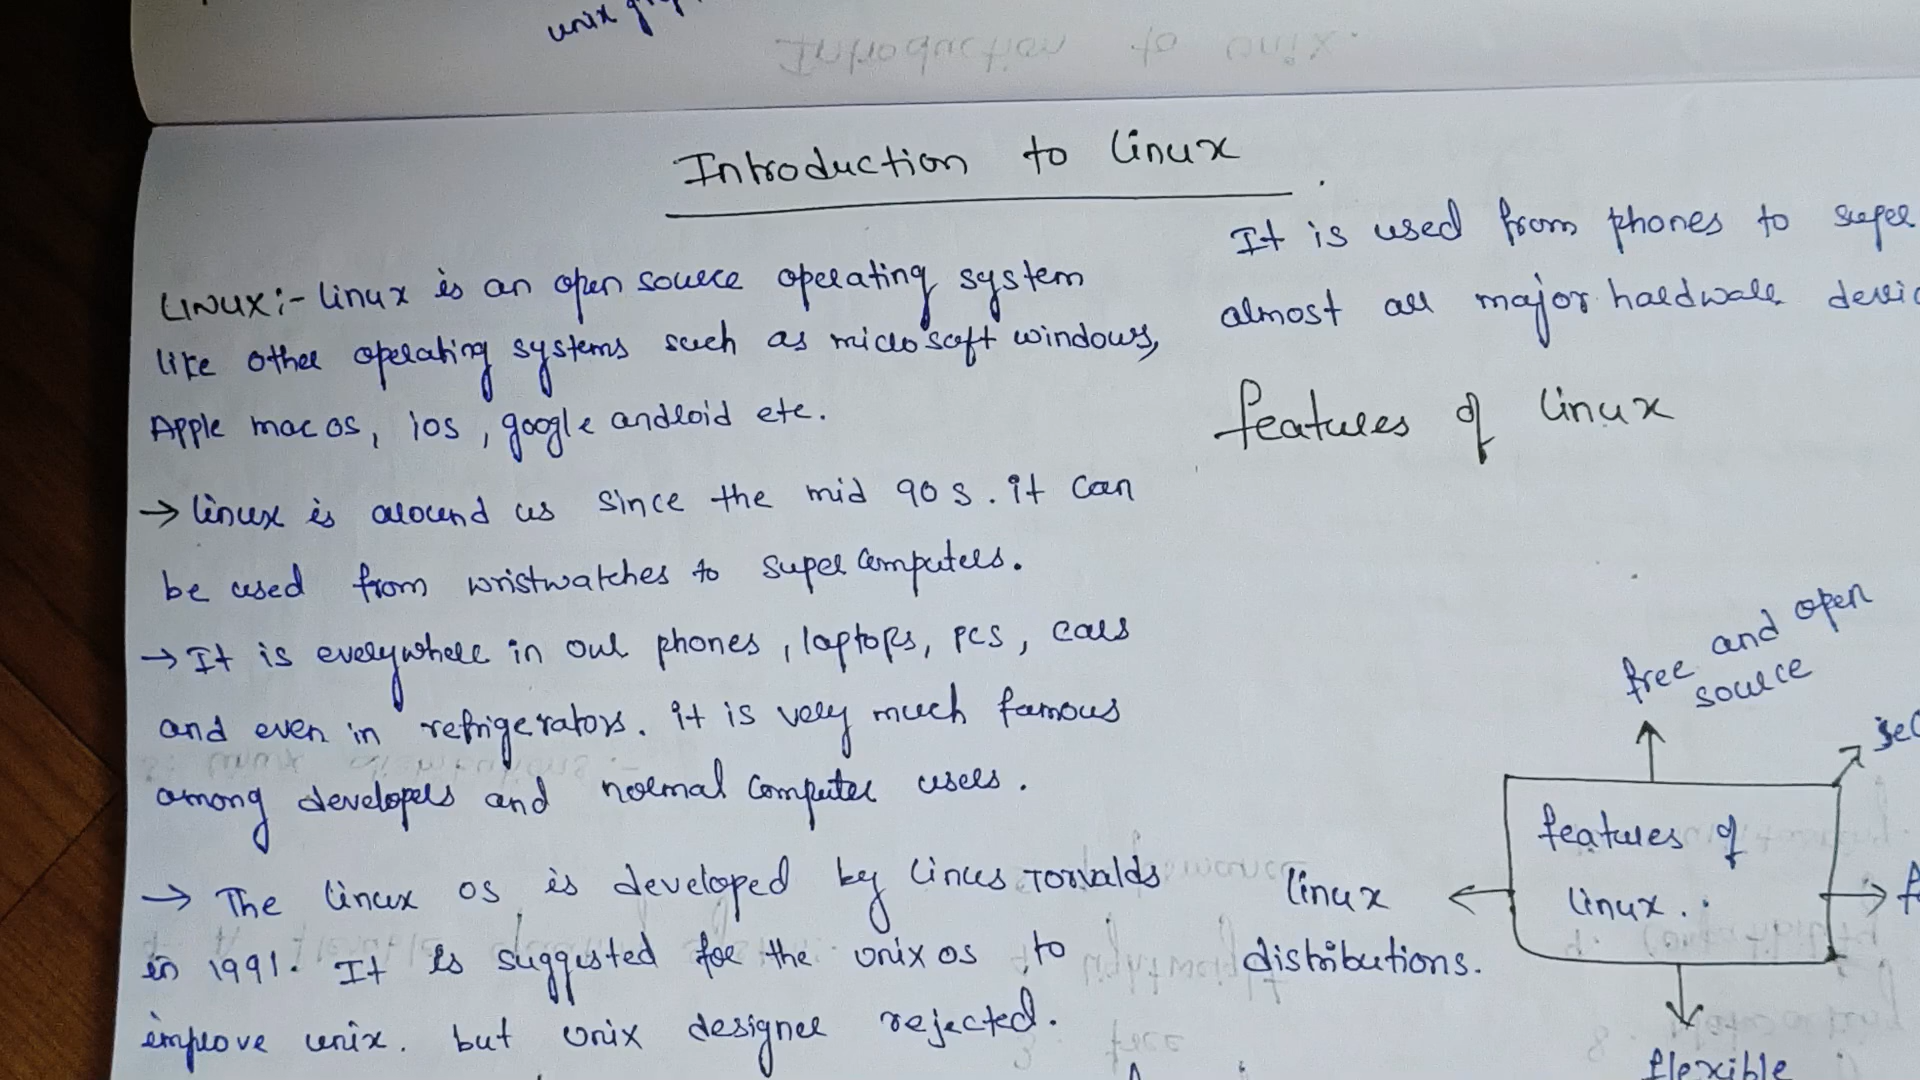 unix
Introduction to Linux
LINUX:- linux is an open source operating system
like other operating systems such as microsoft windows,
Apple mac os, ios, google android etc.
→ linux is around us since the mid 90s. it can
be used from wristwatches to super computers.
→ It is everywhere in our phones, laptops, pcs, cars
and even in refrigerators. it is very much famous
among developers and normal computer users.
→ The linux os is developed by linus Torvalds
in 1991. It is suggested for the unix os to
improve unix. but unix designer rejected.
It is used from phones to super
almost all major hardware
features of linux
free and open
source
features of
linux.
linux
distributions.
flexible